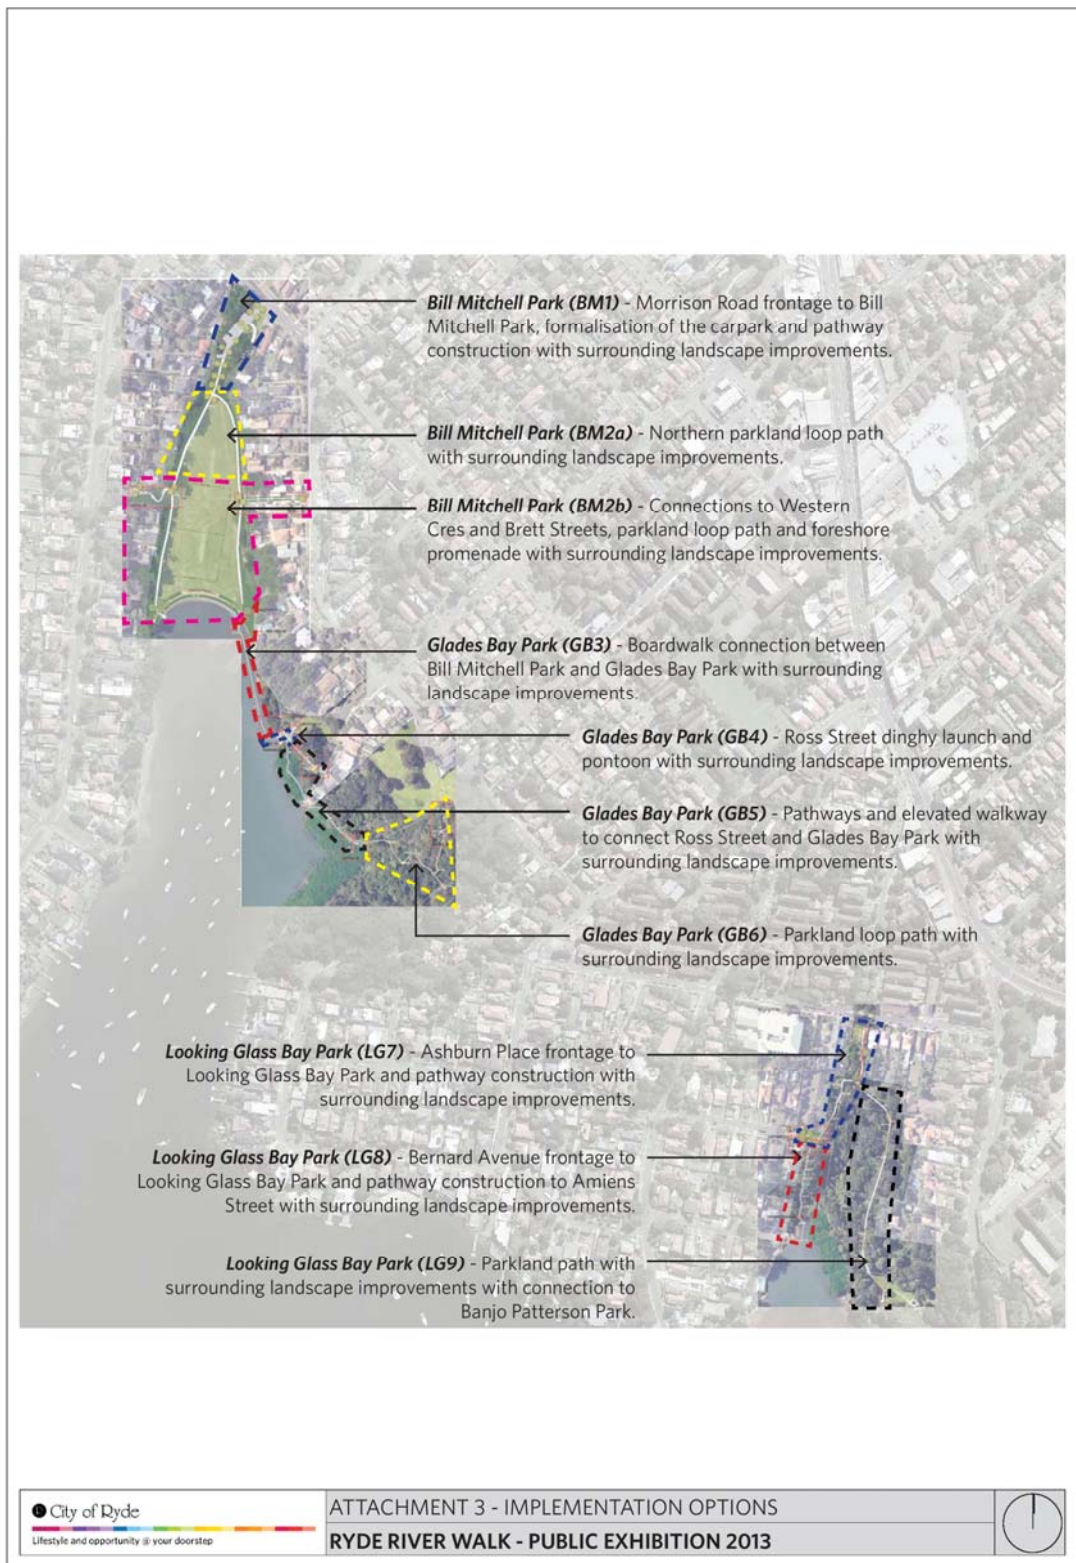 Bill Mitchell Park (BM1) - Morrison Road frontage to Bill
Mitchell Park, formalisation of the carpark and pathway
construction with surrounding landscape improvements.
Bill Mitchell Park (BM2a) - Northern parkland loop path
with surrounding landscape improvements.
Bill Mitchell Park (BM2b) - Connections to Western
Cres and Brett Streets, parkland loop path and foreshore
promenade with surrounding landscape improvements.
Glades Bay Park (GB3) - Boardwalk connection between
Bill Mitchell Park and Glades Bay Park with surrounding
landscape improvements.
Glades Bay Park (GB4) - Ross Street dinghy launch and
pontoon with surrounding landscape improvements.
Glades Bay Park (GB5) - Pathways and elevated walkway
to connect Ross Street and Glades Bay Park with
surrounding landscape improvements.
Glades Bay Park (GB6) - Parkland loop path with
surrounding landscape improvements.
Looking Glass Bay Park (LG7) - Ashburn Place frontage to
Looking Glass Bay Park and pathway construction with
surrounding landscape improvements.
Looking Glass Bay Park (LG8) - Bernard Avenue frontage to
Looking Glass Bay Park and pathway construction to Amiens
Street with surrounding landscape improvements.
Looking Glass Bay Park (LG9) - Parkland path with
surrounding landscape improvements with connection to
Banjo Patterson Park.
City of Ryde
Lifestyle and opportunity @ your doorstep
ATTACHMENT 3 - IMPLEMENTATION OPTIONS
RYDE RIVER WALK - PUBLIC EXHIBITION 2013